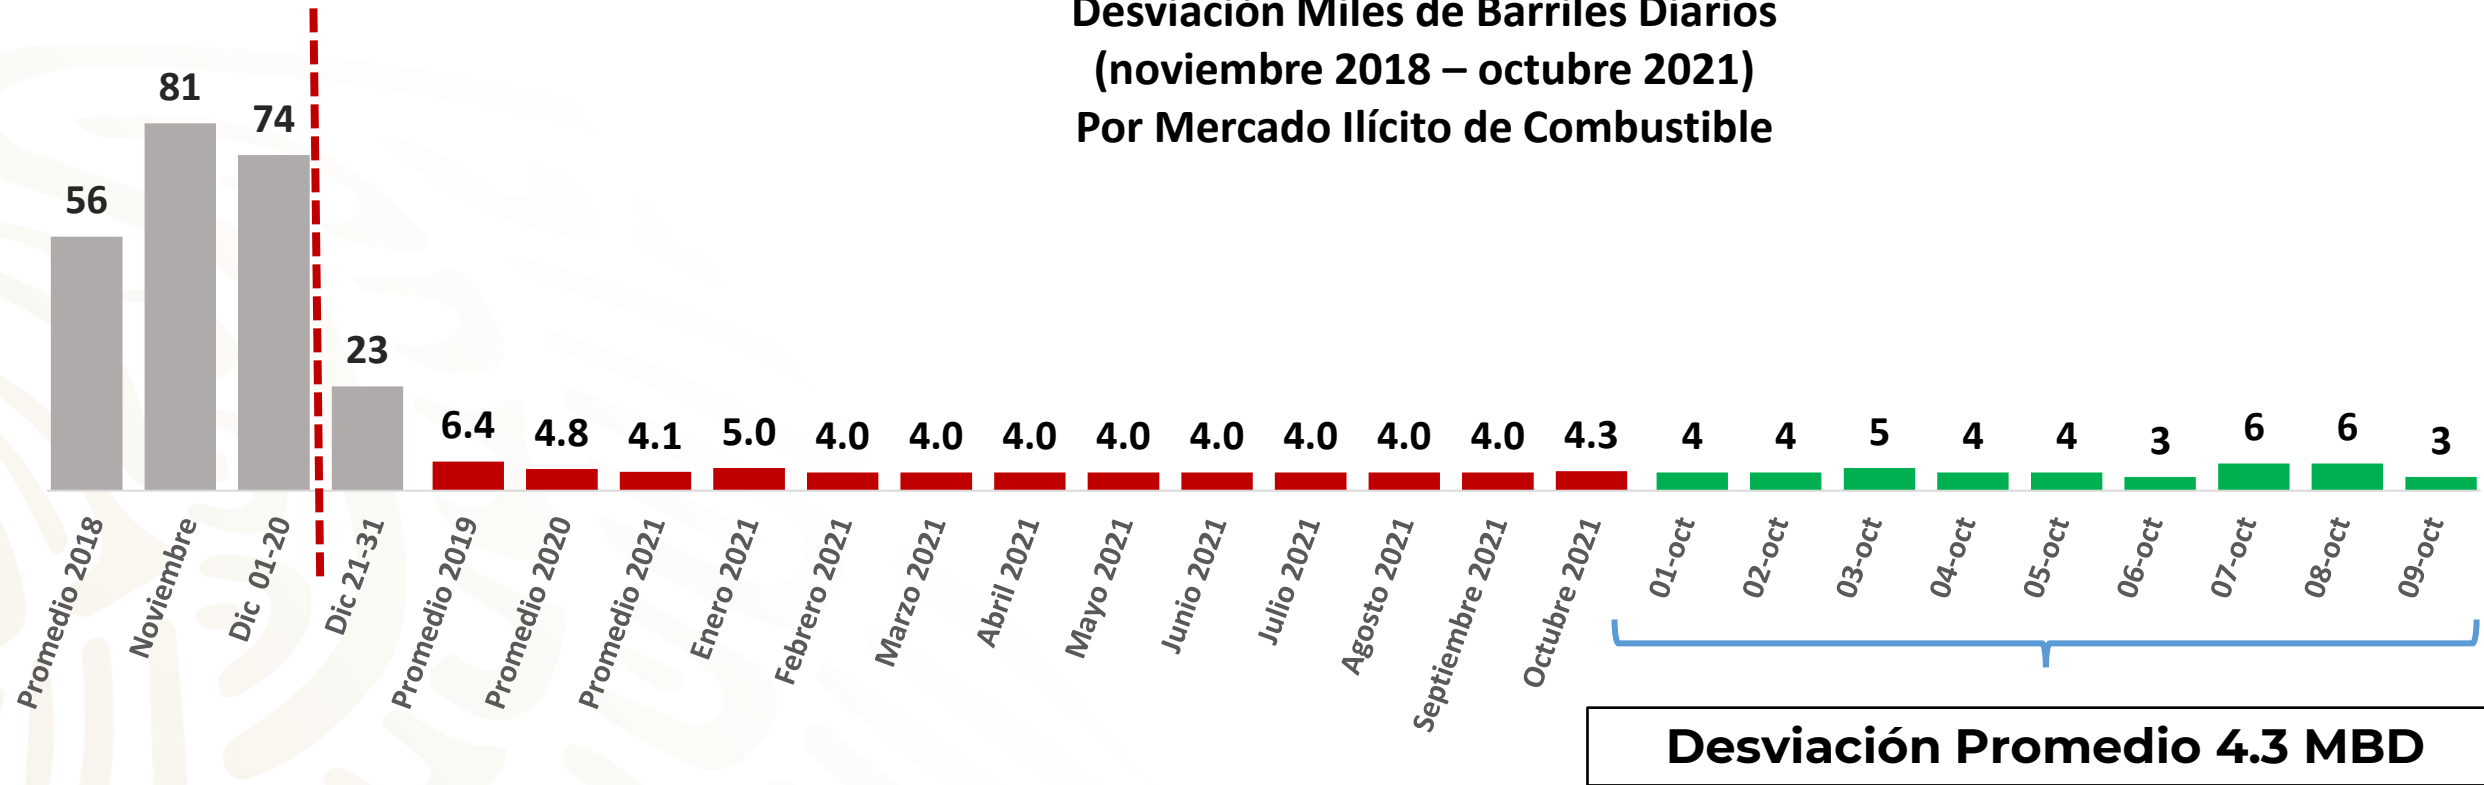 Desviación Miles de Barriles Diarios
(noviembre 2018 – octubre 2021)
Por Mercado Ilícito de Combustible
56
81
74
23
6.4
4.8
4.1
5.0
4.0
4.0
4.0
4.0
4.0
4.0
4.0
4.0
4.3
4
4
5
4
4
3
6
6
3
Promedio 2018
Noviembre
Dic 01-20
Dic 21-31
Promedio 2019
Promedio 2020
Promedio 2021
Enero 2021
Febrero 2021
Marzo 2021
Abril 2021
Mayo 2021
Junio 2021
Julio 2021
Agosto 2021
Septiembre 2021
Octubre 2021
01-oct
02-oct
03-oct
04-oct
05-oct
06-oct
07-oct
08-oct
09-oct
Desviación Promedio 4.3 MBD